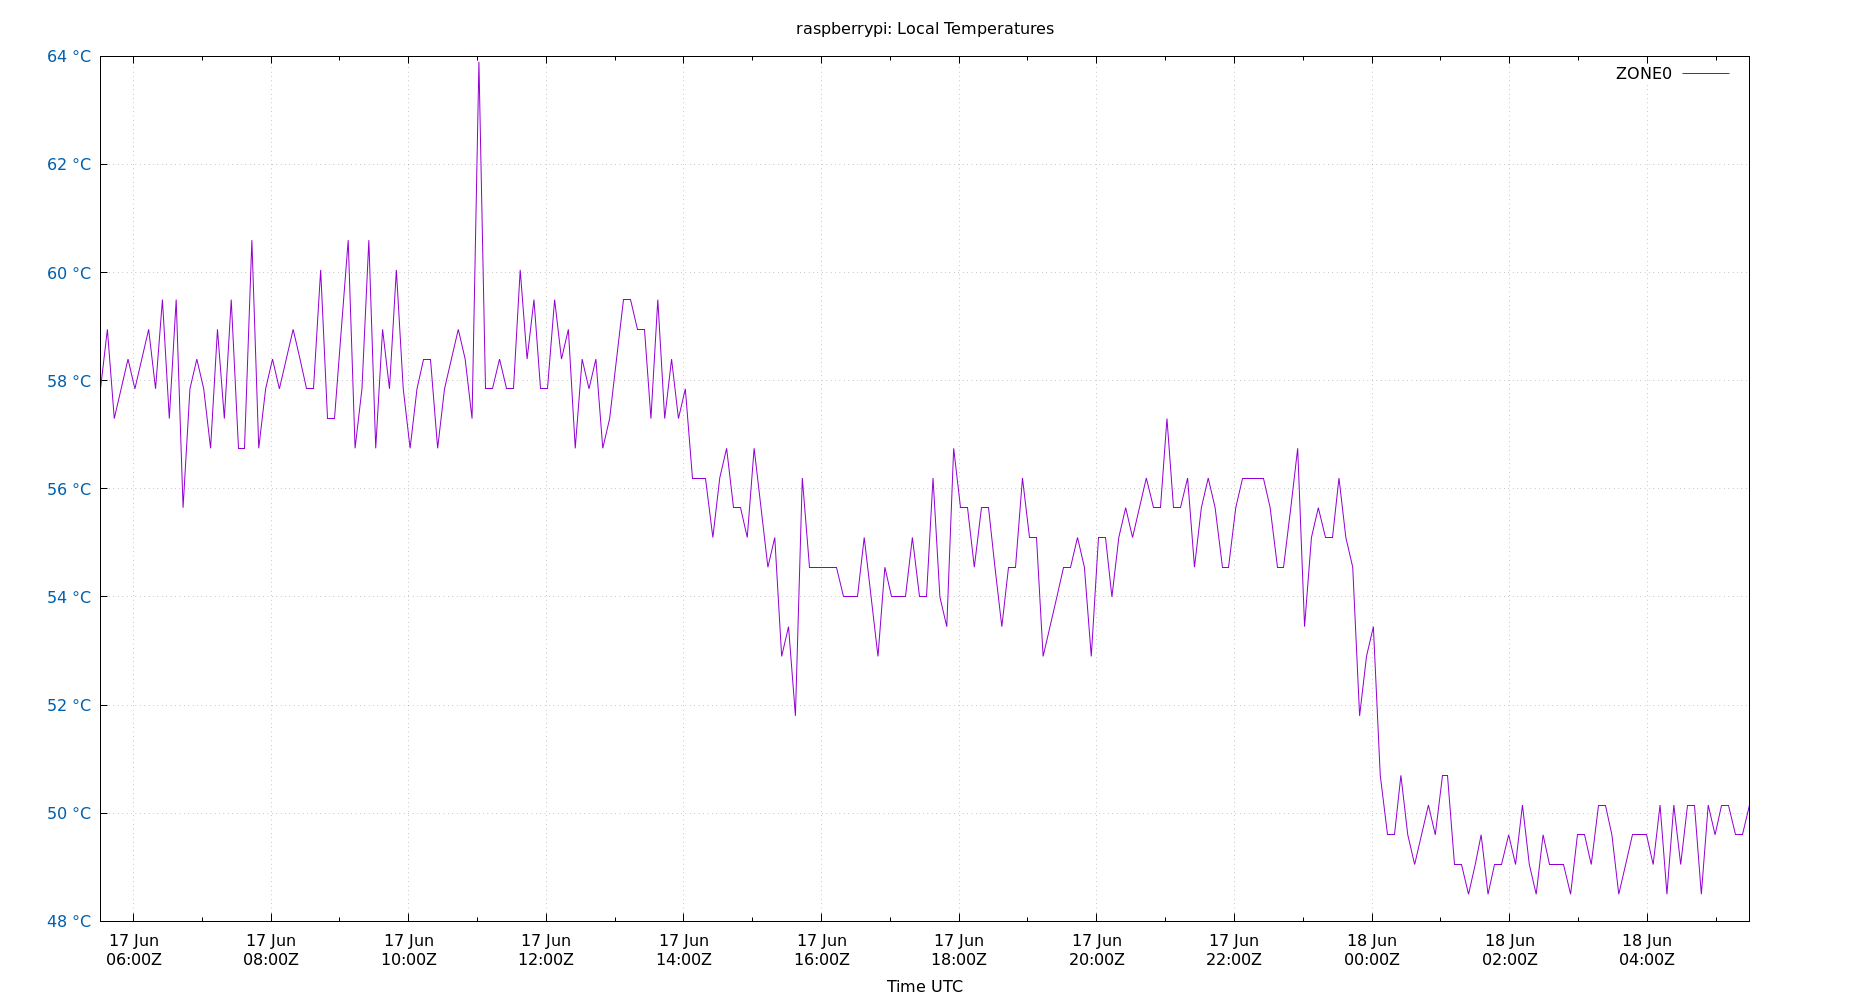 raspberrypi: Local Temperatures
64 °C
ZONE0
62 °C
60 °C
58 °C
56 °C
54 °C
52 °C
50 °C
48 °C
17 Jun 17 Jun 17 Jun 17 Jun 17 Jun 17 Jun 17 Jun 17 Jun 17 Jun 18 Jun 18 Jun 18 Jun
06:00Z 08:00Z 10:00Z 12:00Z 14:00Z 16:00Z 18:00Z 20:00Z 22:00Z 00:00Z 02:00Z 04:00Z
Time UTC